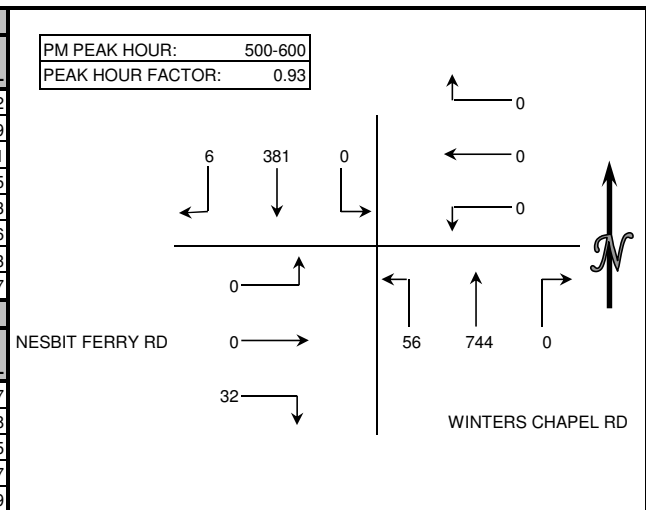 PM PEAK HOUR: 500-600
PEAK HOUR FACTOR: 0.93
0
6 381 0
0
0
0
NESBIT FERRY RD 0
56 744 0
32
WINTERS CHAPEL RD
N